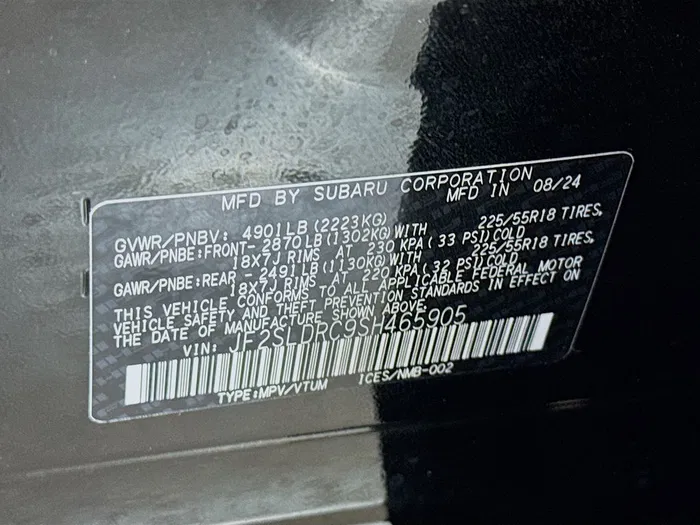 MFD BY SUBARU CORPORATION
MFD IN 08/24
GVWR/PNBV: 4901LB(2223KG)
GAWR/PNBE:FRONT- 2870LB(1302KG)WITH 225/55R18 TIRES,
18X7J RIMS AT 230 KPA( 33 PSI)COLD
GAWR/PNBE:REAR - 2491LB(1130KG)WITH 225/55R18 TIRES,
18X7J RIMS AT 220 KPA( 32 PSI)COLD
THIS VEHICLE CONFORMS TO ALL APPLICABLE FEDERAL MOTOR
VEHICLE SAFETY AND THEFT PREVENTION STANDARDS IN EFFECT ON
THE DATE OF MANUFACTURE SHOWN ABOVE.
VIN: JF2SLDRC9SH465905
TYPE:MPV/VTUM ICES/NMB-002